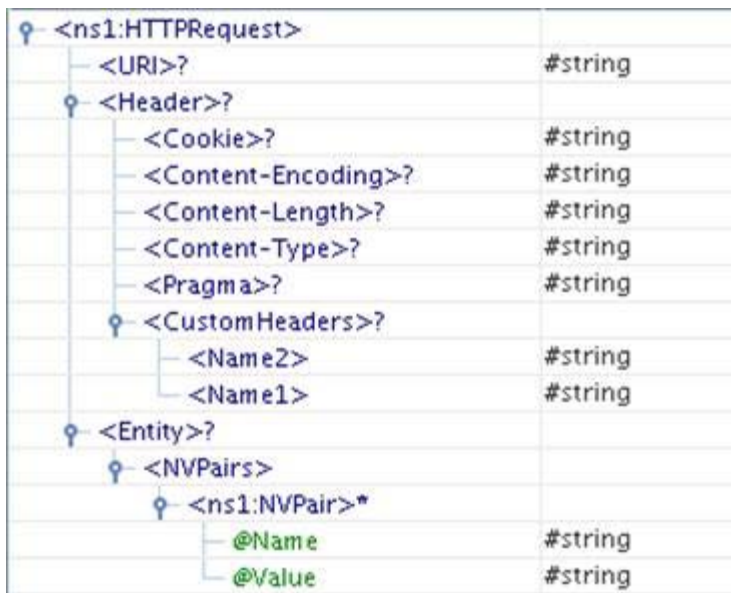 <ns1:HTTPRequest>
<URI>? #string
<Header>?
<Cookie>? #string
<Content-Encoding>? #string
<Content-Length>? #string
<Content-Type>? #string
<Pragma>? #string
<CustomHeaders>?
<Name2> #string
<Name1> #string
<Entity>?
<NVPairs>
<ns1:NVPair>*
@Name #string
@Value #string